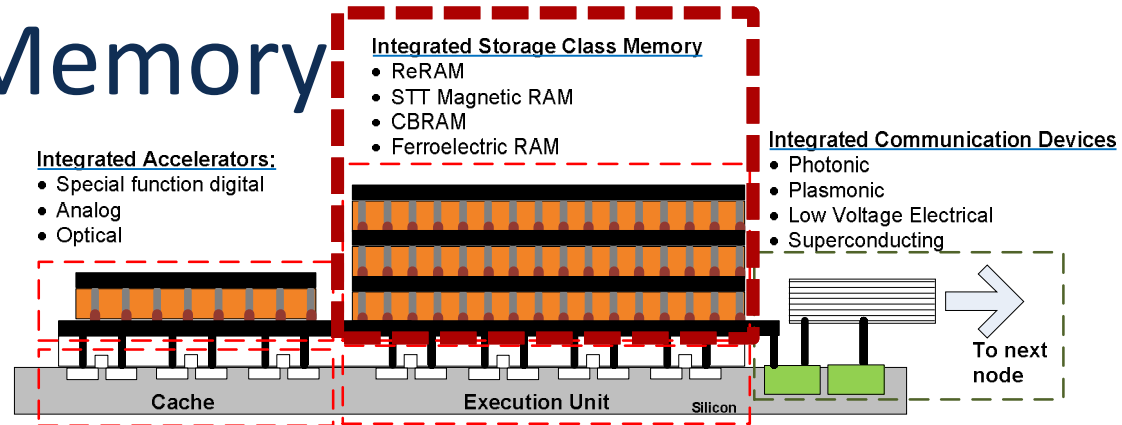 Memory
Integrated Storage Class Memory
• ReRAM
• STT Magnetic RAM
• CBRAM
• Ferroelectric RAM
Integrated Accelerators:
• Special function digital
• Analog
• Optical
Integrated Communication Devices
• Photonic
• Plasmonic
• Low Voltage Electrical
• Superconducting
To next
node
Cache
Execution Unit
Silicon